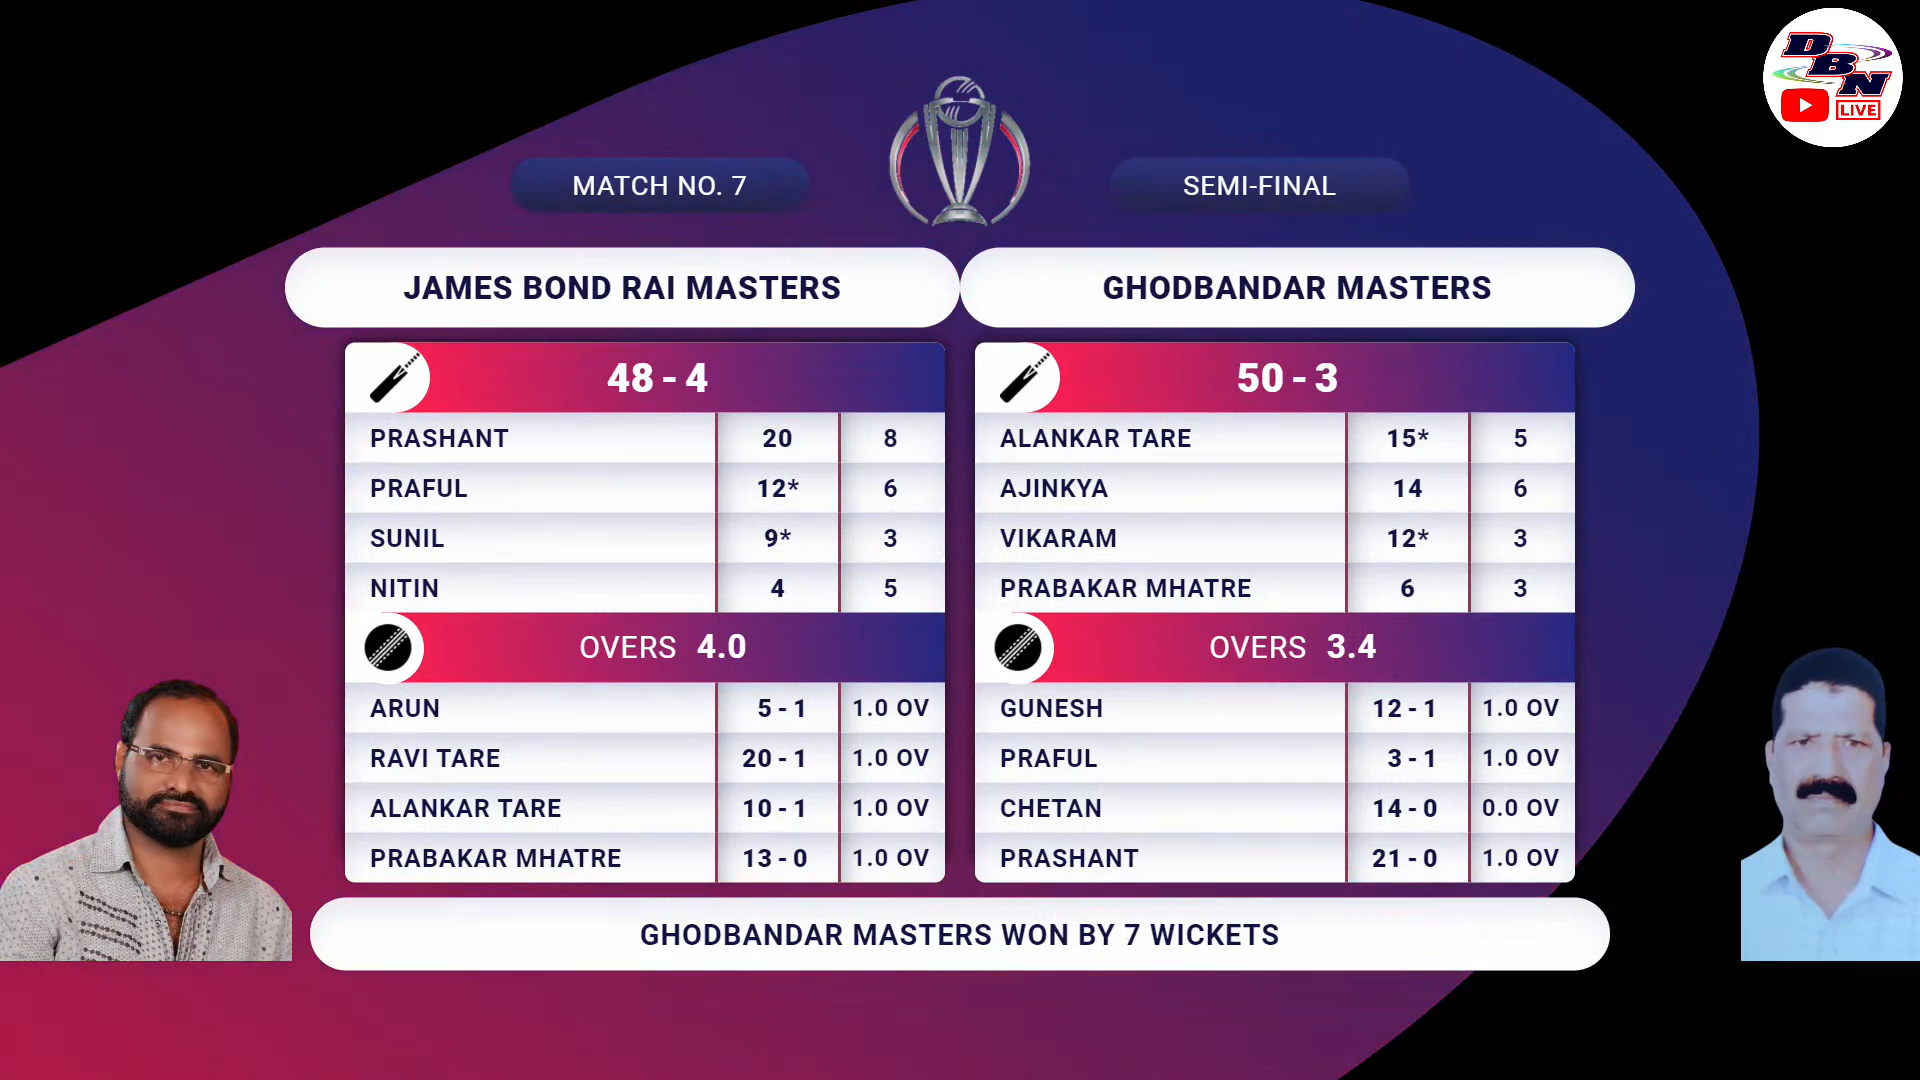 DBN
LIVE
MATCH NO. 7
SEMI-FINAL
JAMES BOND RAI MASTERS
GHODBANDAR MASTERS
48 - 4
PRASHANT 20 8
PRAFUL 12* 6
SUNIL 9* 3
NITIN 4 5
OVERS 4.0
ARUN 5 - 1 1.0 OV
RAVI TARE 20 - 1 1.0 OV
ALANKAR TARE 10 - 1 1.0 OV
PRABAKAR MHATRE 13 - 0 1.0 OV
50 - 3
ALANKAR TARE 15* 5
AJINKYA 14 6
VIKARAM 12* 3
PRABAKAR MHATRE 6 3
OVERS 3.4
GUNESH 12 - 1 1.0 OV
PRAFUL 3 - 1 1.0 OV
CHETAN 14 - 0 0.0 OV
PRASHANT 21 - 0 1.0 OV
GHODBANDAR MASTERS WON BY 7 WICKETS